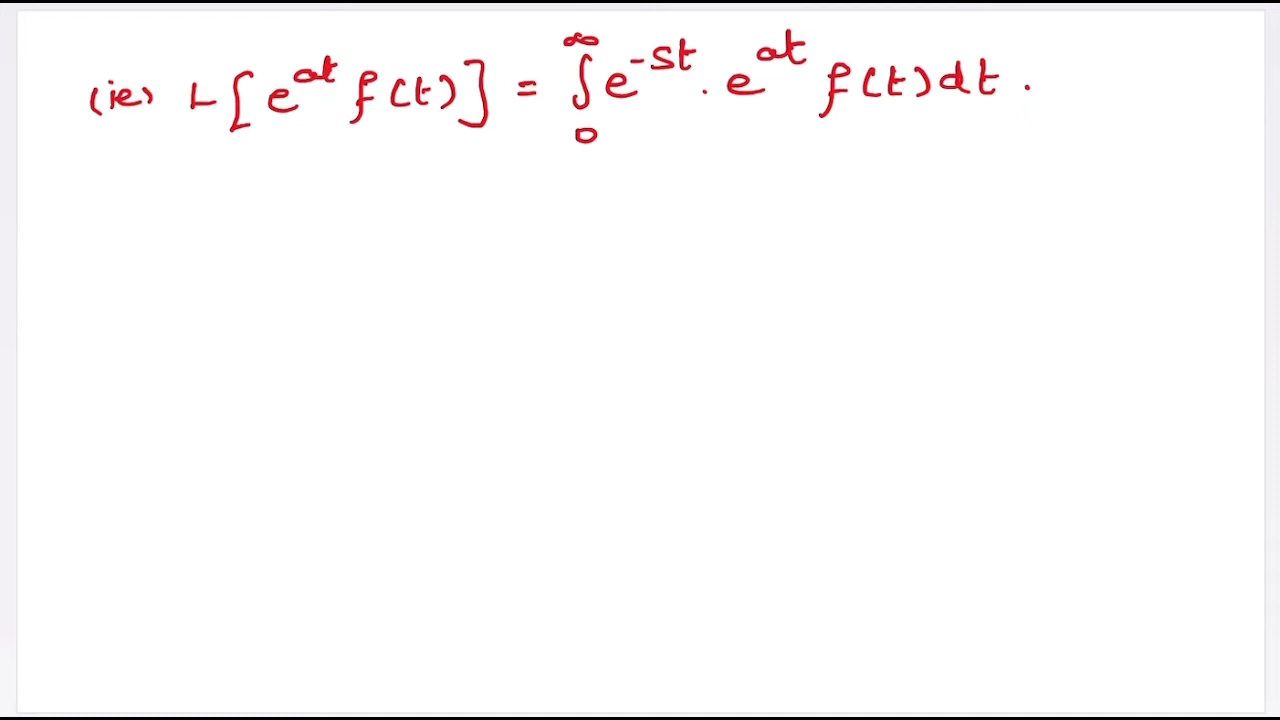 (ie) L[e^{at} f(t)] = ∫_0^∞ e^{-st} . e^{at} f(t) dt .